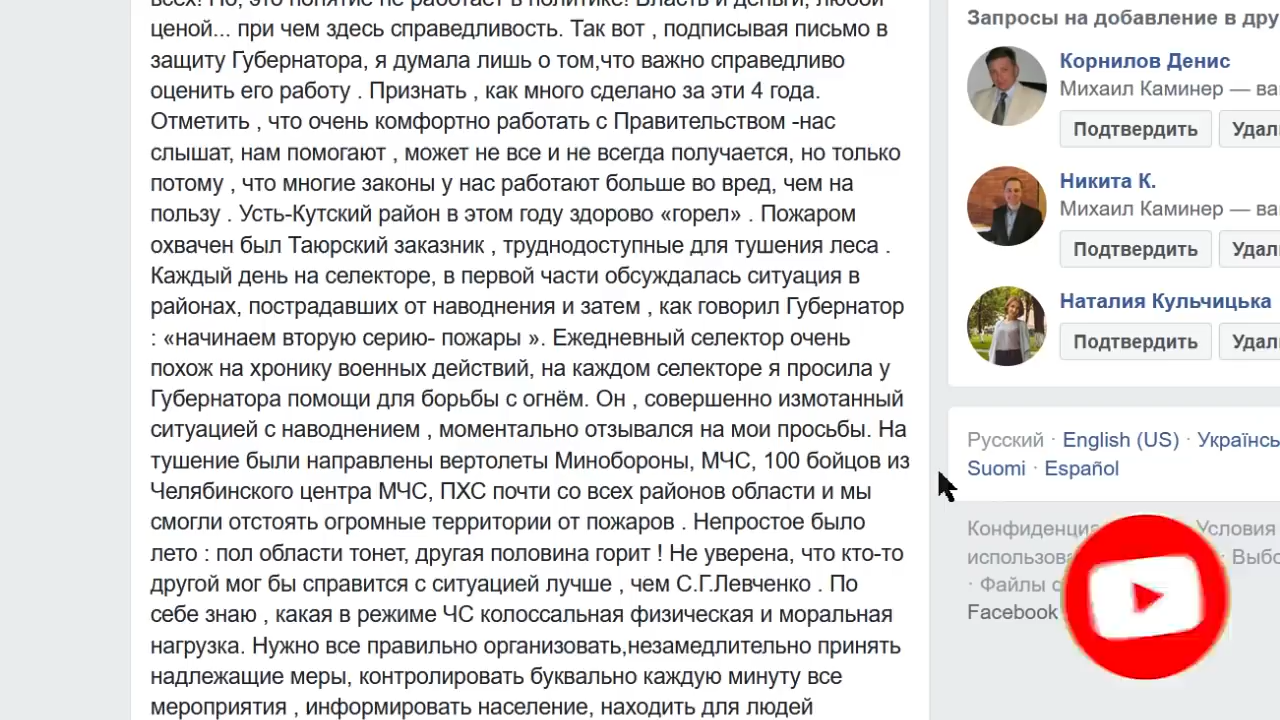 всех! Но, это понятие не работает в политике! Власть и деньги, любой
ценой... при чем здесь справедливость. Так вот , подписывая письмо в
защиту Губернатора, я думала лишь о том,что важно справедливо
оценить его работу . Признать , как много сделано за эти 4 года.
Отметить , что очень комфортно работать с Правительством -нас
слышат, нам помогают , может не все и не всегда получается, но только
потому , что многие законы у нас работают больше во вред, чем на
пользу . Усть-Кутский район в этом году здорово «горел» . Пожаром
охвачен был Таюрский заказник , труднодоступные для тушения леса .
Каждый день на селекторе, в первой части обсуждалась ситуация в
районах, пострадавших от наводнения и затем , как говорил Губернатор
: «начинаем вторую серию- пожары ». Ежедневный селектор очень
похож на хронику военных действий, на каждом селекторе я просила у
Губернатора помощи для борьбы с огнём. Он , совершенно измотанный
ситуацией с наводнением , моментально отзывался на мои просьбы. На
тушение были направлены вертолеты Минобороны, МЧС, 100 бойцов из
Челябинского центра МЧС, ПХС почти со всех районов области и мы
смогли отстоять огромные территории от пожаров . Непростое было
лето : пол области тонет, другая половина горит ! Не уверена, что кто-то
другой мог бы справится с ситуацией лучше , чем С.Г.Левченко . По
себе знаю , какая в режиме ЧС колоссальная физическая и моральная
нагрузка. Нужно все правильно организовать,незамедлительно принять
надлежащие меры, контролировать буквально каждую минуту все
мероприятия , информировать население, находить для людей
Запросы на добавление в дру
Корнилов Денис
Михаил Каминер — ва
Подтвердить Удал
Никита К.
Михаил Каминер — ва
Подтвердить Удал
Наталия Кульчицька
Подтвердить Удал
Русский · English (US) · Українсь
Suomi · Español
Конфиденциа Условия
использова · Выбо
· Файлы c
Facebook